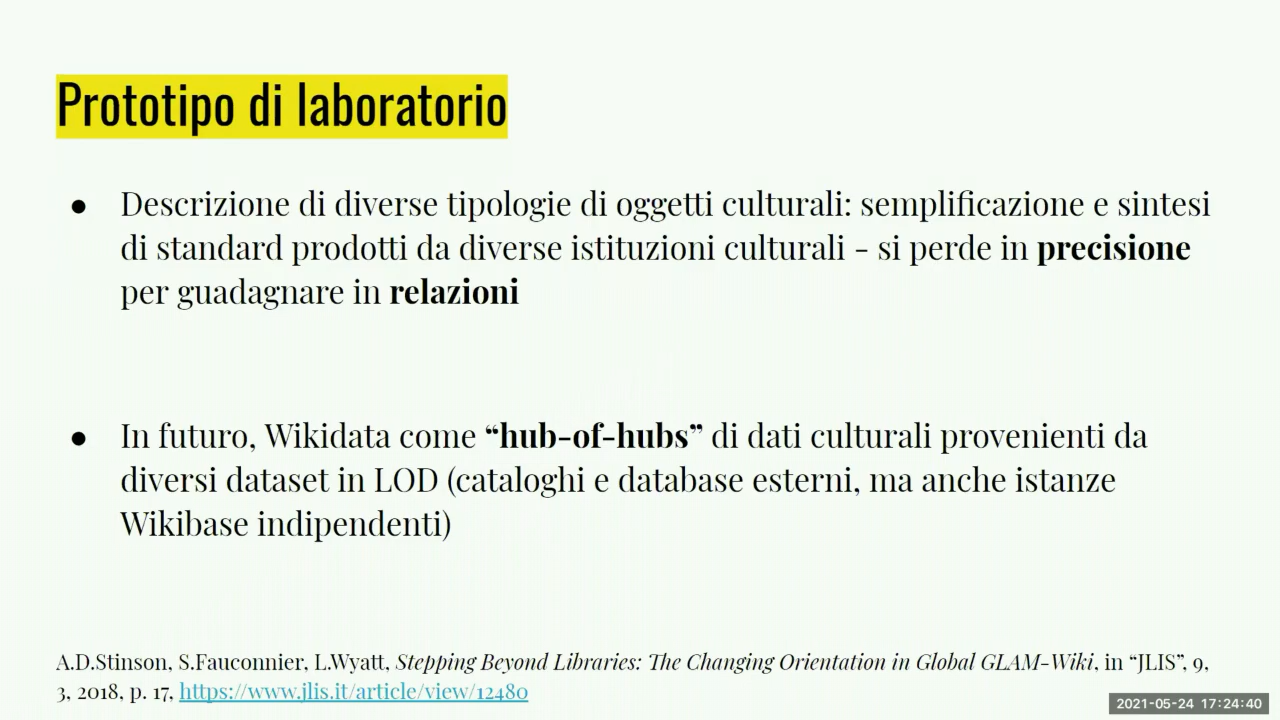 Prototipo di laboratorio
● Descrizione di diverse tipologie di oggetti culturali: semplificazione e sintesi
di standard prodotti da diverse istituzioni culturali - si perde in precisione
per guadagnare in relazioni
● In futuro, Wikidata come “hub-of-hubs” di dati culturali provenienti da
diversi dataset in LOD (cataloghi e database esterni, ma anche istanze
Wikibase indipendenti)
A.D.Stinson, S.Fauconnier, L.Wyatt, Stepping Beyond Libraries: The Changing Orientation in Global GLAM-Wiki, in “JLIS”, 9,
3, 2018, p. 17, https://www.jlis.it/article/view/12480
2021-05-24 17:24:40